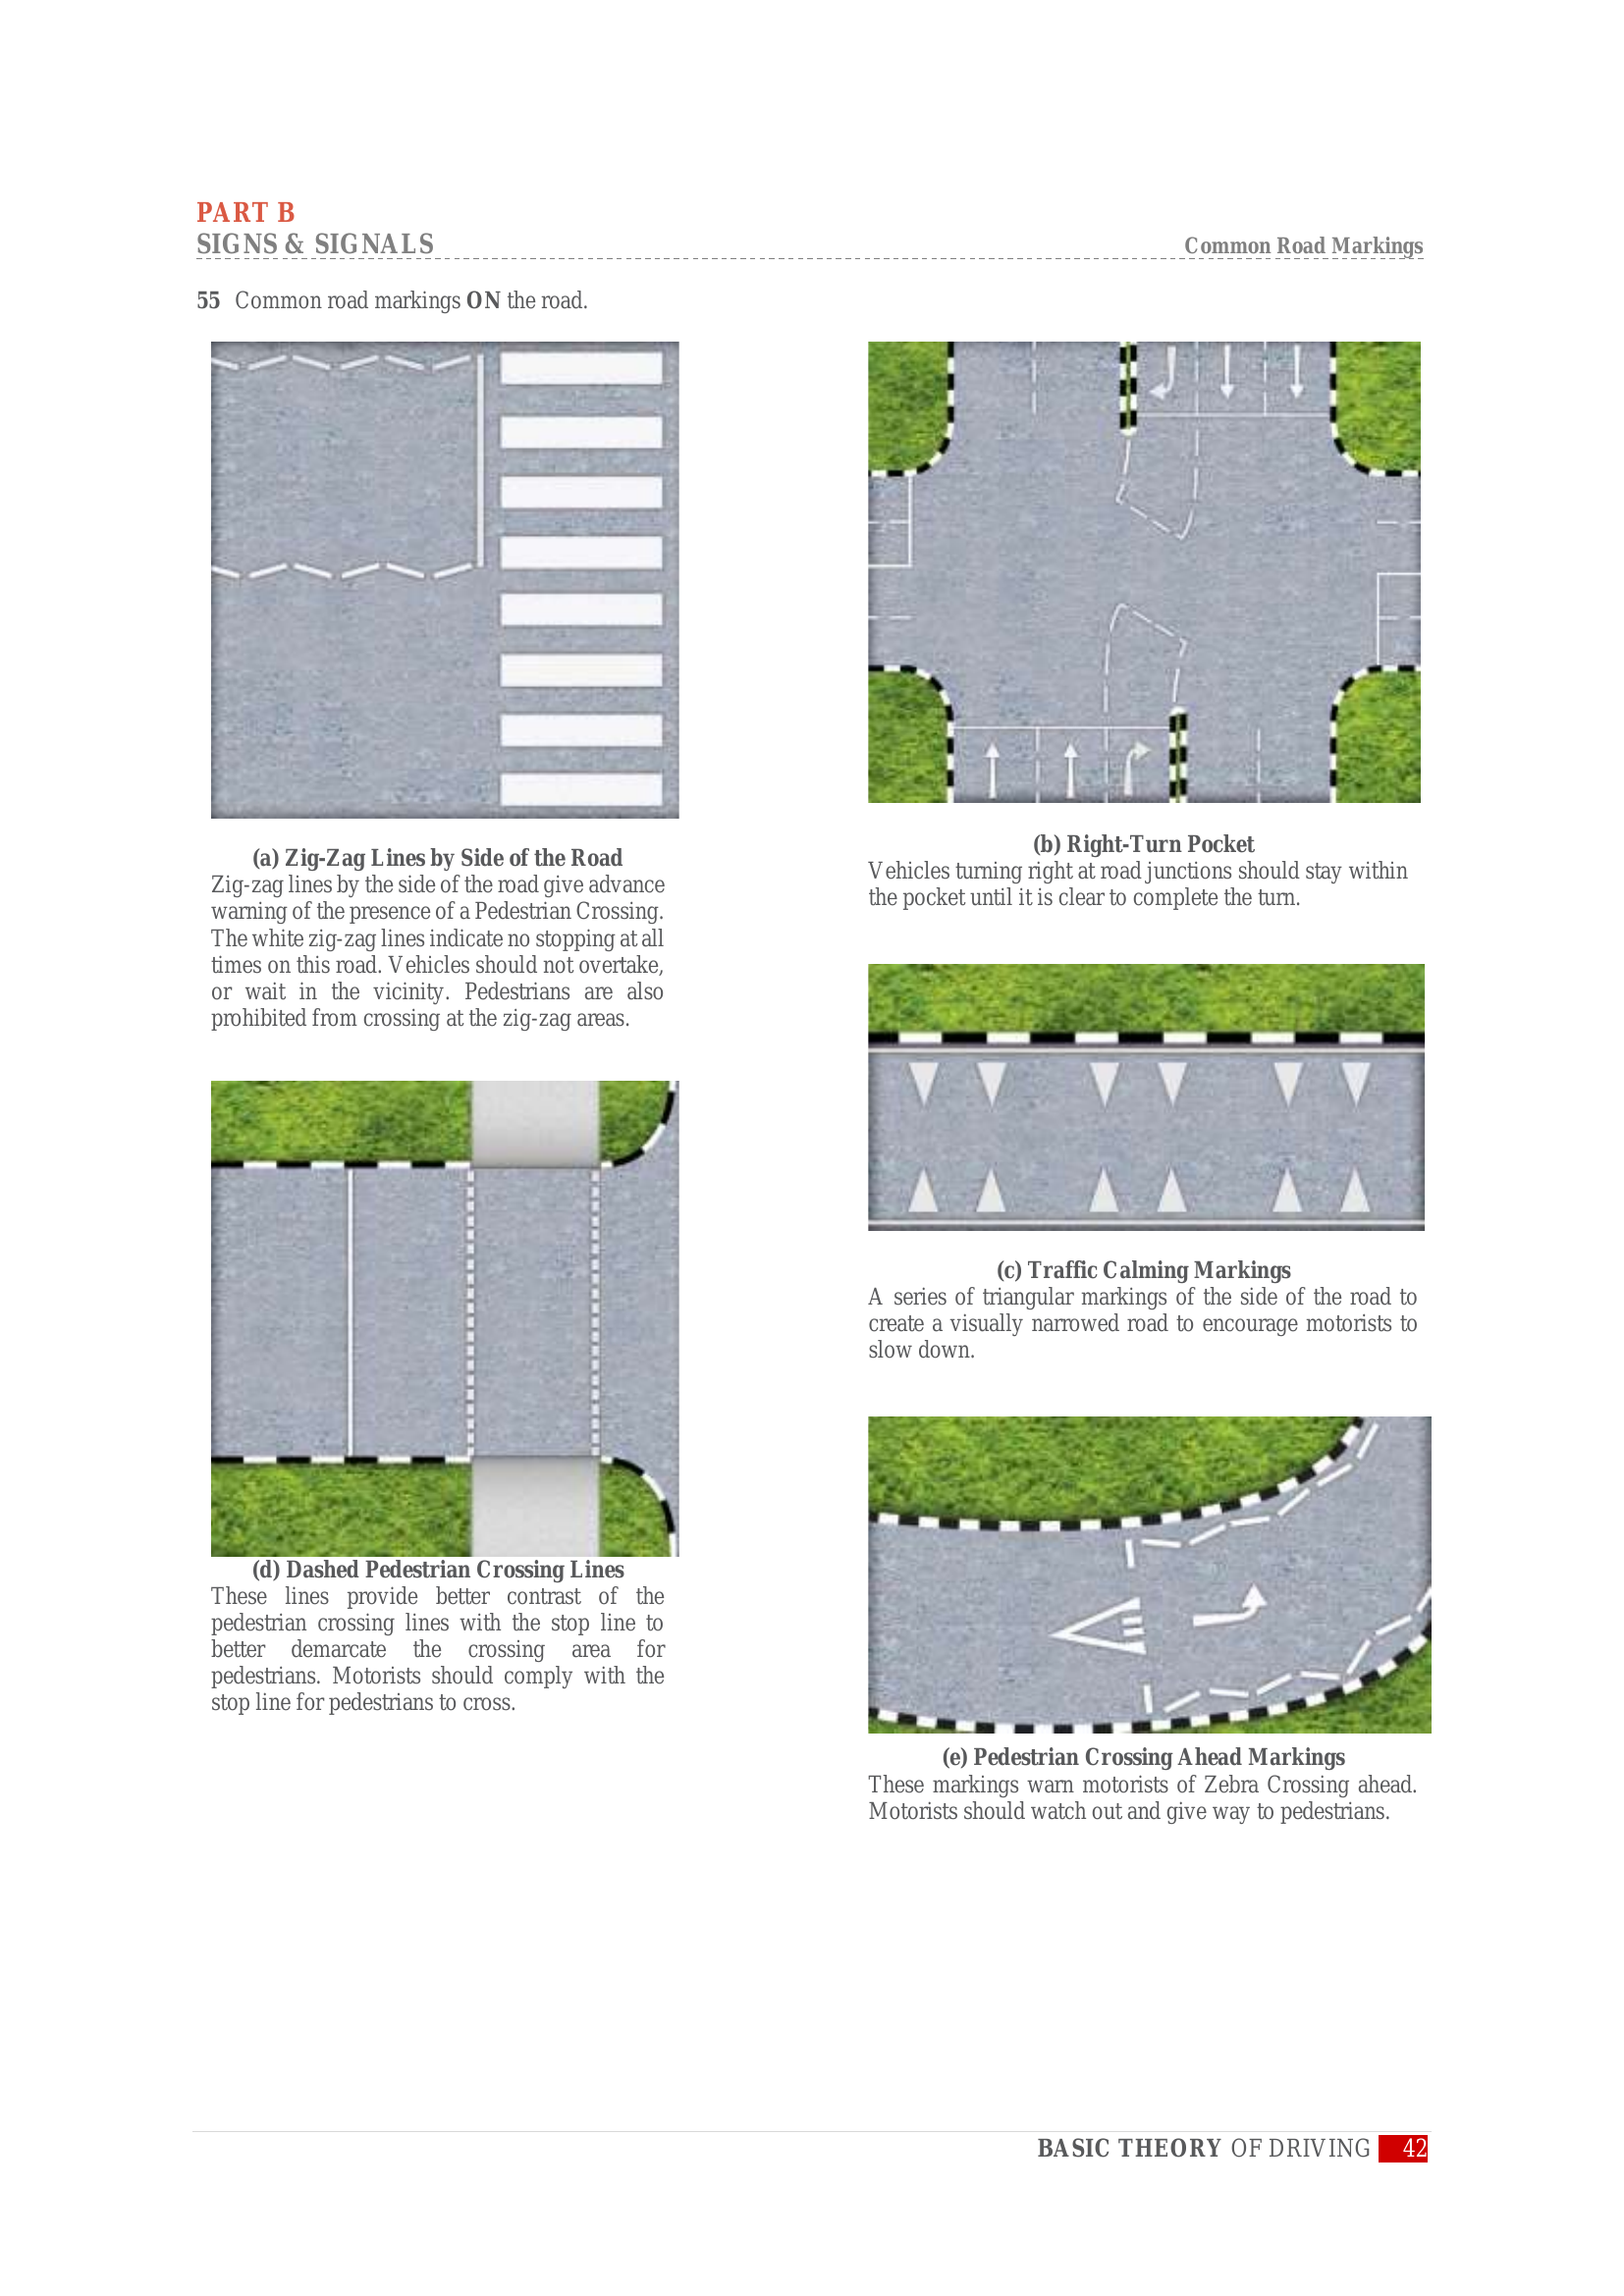 PART B
SIGNS & SIGNALS
Common Road Markings
55 Common road markings ON the road.
(a) Zig-Zag Lines by Side of the Road
Zig-zag lines by the side of the road give advance
warning of the presence of a Pedestrian Crossing.
The white zig-zag lines indicate no stopping at all
times on this road. Vehicles should not overtake,
or wait in the vicinity. Pedestrians are also
prohibited from crossing at the zig-zag areas.
(b) Right-Turn Pocket
Vehicles turning right at road junctions should stay within
the pocket until it is clear to complete the turn.
(c) Traffic Calming Markings
A series of triangular markings of the side of the road to
create a visually narrowed road to encourage motorists to
slow down.
(d) Dashed Pedestrian Crossing Lines
These lines provide better contrast of the
pedestrian crossing lines with the stop line to
better demarcate the crossing area for
pedestrians. Motorists should comply with the
stop line for pedestrians to cross.
(e) Pedestrian Crossing Ahead Markings
These markings warn motorists of Zebra Crossing ahead.
Motorists should watch out and give way to pedestrians.
BASIC THEORY OF DRIVING 42